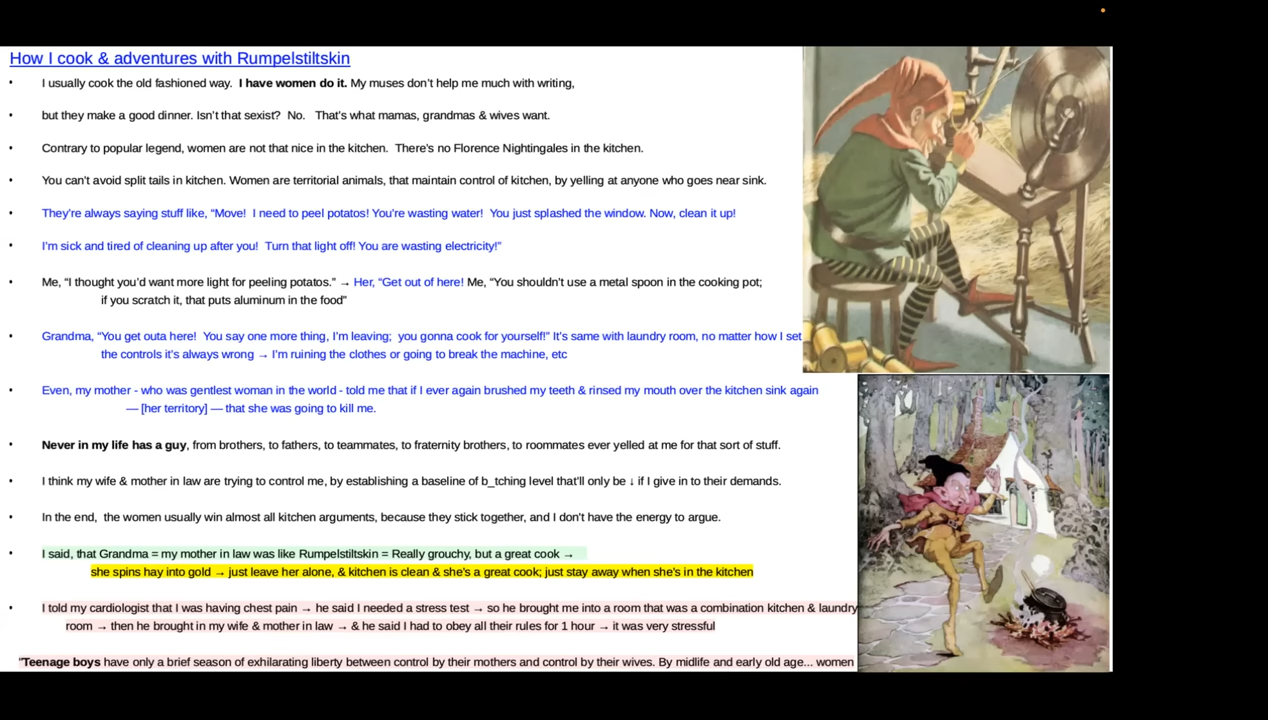 How I cook & adventures with Rumpelstiltskin
• I usually cook the old fashioned way.  I have women do it. My muses don't help me much with writing,
• but they make a good dinner. Isn't that sexist?  No.   That's what mamas, grandmas & wives want.
• Contrary to popular legend, women are not that nice in the kitchen.  There's no Florence Nightingales in the kitchen.
• You can't avoid split tails in kitchen. Women are territorial animals, that maintain control of kitchen, by yelling at anyone who goes near sink.
• They're always saying stuff like, "Move!  I need to peel potatos! You're wasting water!  You just splashed the window. Now, clean it up!
• I'm sick and tired of cleaning up after you!  Turn that light off! You are wasting electricity!"
• Me, "I thought you'd want more light for peeling potatos." → Her, "Get out of here! Me, "You shouldn't use a metal spoon in the cooking pot;
if you scratch it, that puts aluminum in the food"
• Grandma, "You get outa here!  You say one more thing, I'm leaving;  you gonna cook for yourself!" It's same with laundry room, no matter how I set
the controls it's always wrong → I'm ruining the clothes or going to break the machine, etc
• Even, my mother - who was gentlest woman in the world - told me that if I ever again brushed my teeth & rinsed my mouth over the kitchen sink again
— [her territory] — that she was going to kill me.
• Never in my life has a guy, from brothers, to fathers, to teammates, to fraternity brothers, to roommates ever yelled at me for that sort of stuff.
• I think my wife & mother in law are trying to control me, by establishing a baseline of b_tching level that'll only be ↓ if I give in to their demands.
• In the end,  the women usually win almost all kitchen arguments, because they stick together, and I don't have the energy to argue.
• I said, that Grandma = my mother in law was like Rumpelstiltskin = Really grouchy, but a great cook →
she spins hay into gold → just leave her alone, & kitchen is clean & she's a great cook; just stay away when she's in the kitchen
• I told my cardiologist that I was having chest pain → he said I needed a stress test → so he brought me into a room that was a combination kitchen & laundry
room → then he brought in my wife & mother in law → & he said I had to obey all their rules for 1 hour → it was very stressful
"Teenage boys have only a brief season of exhilarating liberty between control by their mothers and control by their wives. By midlife and early old age... women